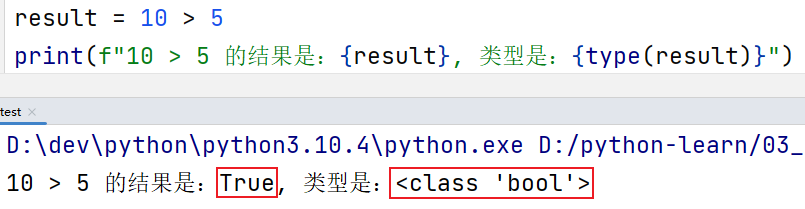 result = 10 > 5
print(f"10 > 5 的结果是：{result}, 类型是：{type(result)}")
test ×
D:\dev\python\python3.10.4\python.exe D:/python-learn/03_
10 > 5 的结果是：True, 类型是：<class 'bool'>